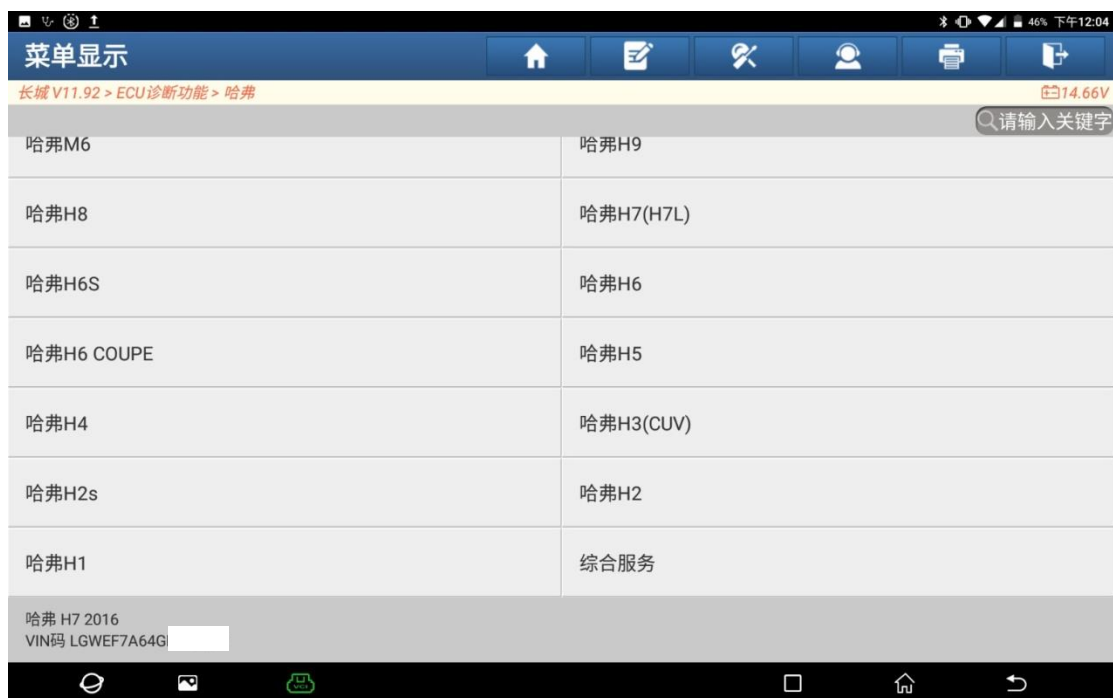 46% 下午12:04
菜单显示
长城 V11.92 > ECU诊断功能 > 哈弗
14.66V
请输入关键字
哈弗M6
哈弗H9
哈弗H8
哈弗H7(H7L)
哈弗H6S
哈弗H6
哈弗H6 COUPE
哈弗H5
哈弗H4
哈弗H3(CUV)
哈弗H2s
哈弗H2
哈弗H1
综合服务
哈弗 H7 2016
VIN码 LGWEF7A64G
VCI